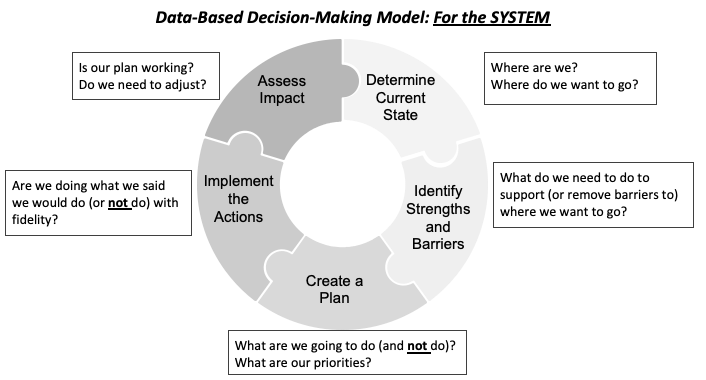 Data-Based Decision-Making Model: For the SYSTEM
Is our plan working?
Do we need to adjust?
Assess
Impact
Determine
Current
State
Where are we?
Where do we want to go?
Are we doing what we said
we would do (or not do) with
fidelity?
Implement
the
Actions
Identify
Strengths
and
Barriers
What do we need to do to
support (or remove barriers to)
where we want to go?
Create a
Plan
What are we going to do (and not do)?
What are our priorities?